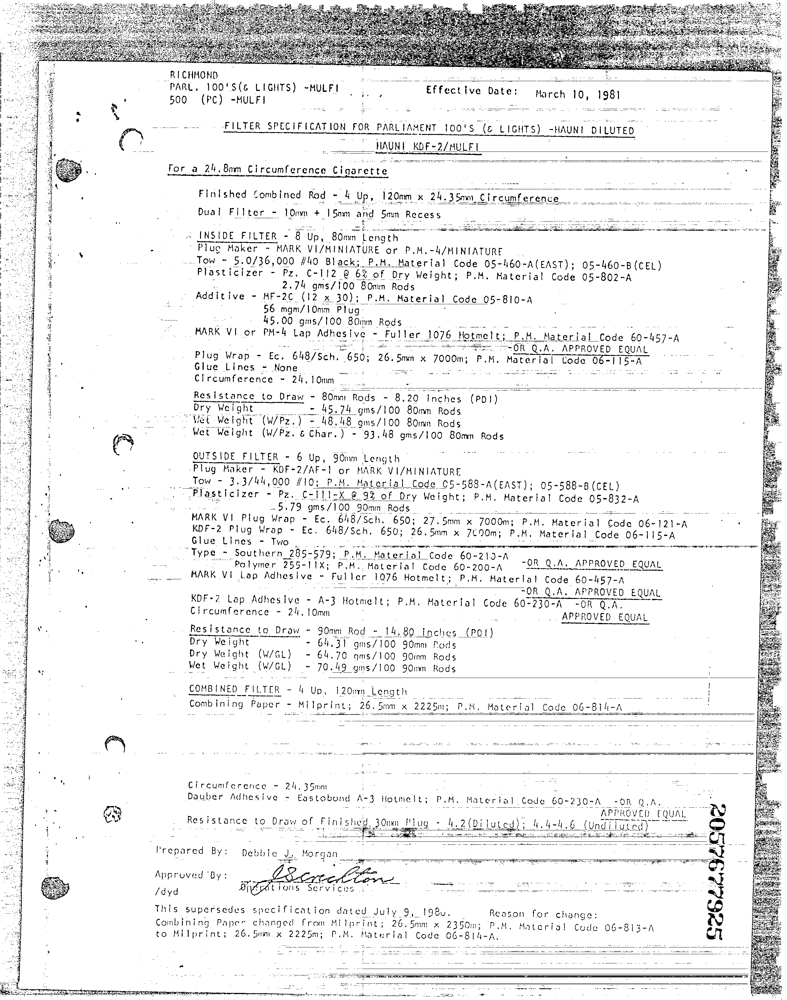 RICHMOND
PARL. 100'S(& LIGHTS) -MULFI
Effective Date: March 10, 1981
500 (PC) -MULFI
FILTER SPECIFICATION FOR PARLIAMENT 100'S (& LIGHTS) -HAUNI DILUTED
HAUNI KDF-2/MULFI
For a 24.8mm Circumference Cigarette
Finished Combined Rod - 4 Up, 120mm x 24.35mm Circumference
Dual Filter - 10mm + 15mm and 5mm Recess
INSIDE FILTER - 8 Up, 80mm Length
Plug Maker - MARK VI/MINIATURE or P.M.-4/MINIATURE
Tow - 5.0/36,000 #40 Black; P.M. Material Code 05-460-A(EAST); 05-460-B(CEL)
Plasticizer - Pz. C-112 @ 6% of Dry Weight; P.M. Material Code 05-802-A
2.74 gms/100 80mm Rods
Additive - MF-2C (12 x 30); P.M. Material Code 05-810-A
56 mgm/10mm Plug
45.00 gms/100 80mm Rods
MARK VI or PM-4 Lap Adhesive - Fuller 1076 Hotmelt; P.M. Material Code 60-457-A
-OR Q.A. APPROVED EQUAL
Plug Wrap - Ec. 648/Sch. 650; 26.5mm x 7000m; P.M. Material Code 06-115-A
Glue Lines - None
Circumference - 24.10mm
Resistance to Draw - 80mm Rods - 8.20 inches (PDI)
Dry Weight - 45.74 gms/100 80mm Rods
Wet Weight (W/Pz.) - 48.48 gms/100 80mm Rods
Wet Weight (W/Pz. & Char.) - 93.48 gms/100 80mm Rods
OUTSIDE FILTER - 6 Up, 90mm Length
Plug Maker - KDF-2/AF-1 or MARK VI/MINIATURE
Tow - 3.3/44,000 #10; P.M. Material Code 05-588-A(EAST); 05-588-B(CEL)
Plasticizer - Pz. C-111-X @ 9% of Dry Weight; P.M. Material Code 05-832-A
5.79 gms/100 90mm Rods
MARK VI Plug Wrap - Ec. 648/Sch. 650; 27.5mm x 7000m; P.M. Material Code 06-121-A
KDF-2 Plug Wrap - Ec. 648/Sch. 650; 26.5mm x 7000m; P.M. Material Code 06-115-A
Glue Lines - Two
Type - Southern 285-579; P.M. Material Code 60-213-A
Polymer 255-11X; P.M. Material Code 60-200-A -OR Q.A. APPROVED EQUAL
MARK VI Lap Adhesive - Fuller 1076 Hotmelt; P.M. Material Code 60-457-A
-OR Q.A. APPROVED EQUAL
KDF-2 Lap Adhesive - A-3 Hotmelt; P.M. Material Code 60-230-A -OR Q.A.
Circumference - 24.10mm APPROVED EQUAL
Resistance to Draw - 90mm Rod - 14.80 inches (PDI)
Dry Weight - 64.31 gms/100 90mm Rods
Dry Weight (W/GL) - 64.70 gms/100 90mm Rods
Wet Weight (W/GL) - 70.49 gms/100 90mm Rods
COMBINED FILTER - 4 Up, 120mm Length
Combining Paper - Milprint; 26.5mm x 2225m; P.M. Material Code 06-814-A
Circumference - 24.35mm
Dauber Adhesive - Eastobond A-3 Hotmelt; P.M. Material Code 60-230-A -OR Q.A.
APPROVED EQUAL
Resistance to Draw of Finished 30mm Plug - 4.2(Diluted); 4.4-4.6 (Undiluted)
Prepared By: Debbie J. Morgan
Approved By:
Operations Services
/dyd
This supersedes specification dated July 9, 1980. Reason for change:
Combining Paper changed from Milprint; 26.5mm x 2350m; P.M. Material Code 06-813-A
to Milprint; 26.5mm x 2225m; P.M. Material Code 06-814-A.
2057677925